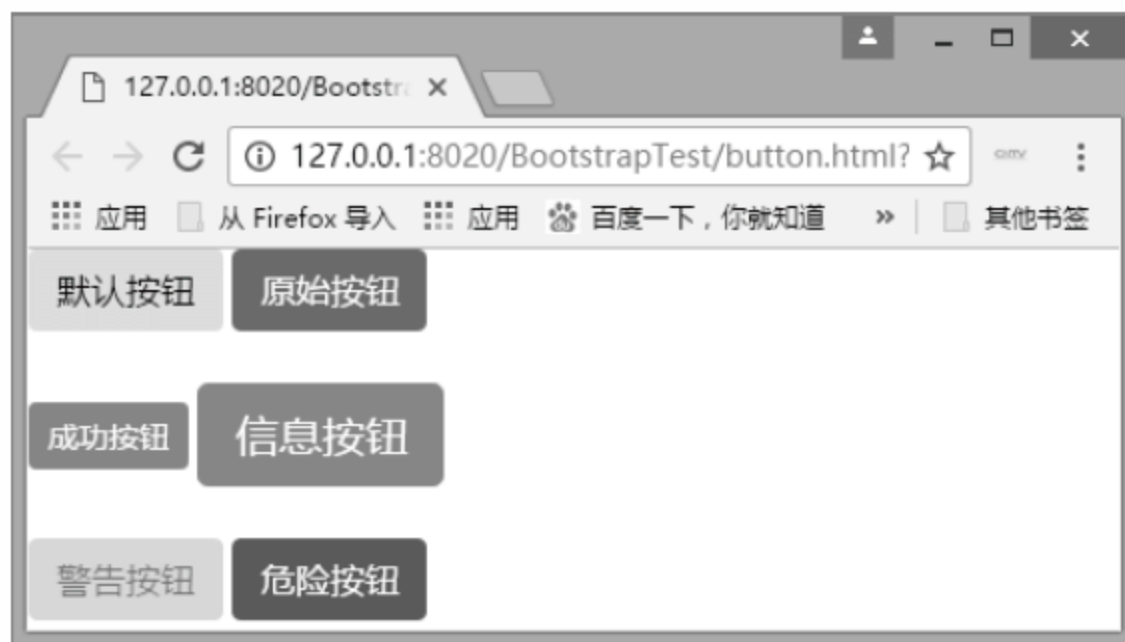 127.0.0.1:8020/Bootstr
127.0.0.1:8020/BootstrapTest/button.html?
应用 从 Firefox 导入 应用 百度一下，你就知道 » 其他书签
默认按钮 原始按钮
成功按钮 信息按钮
警告按钮 危险按钮